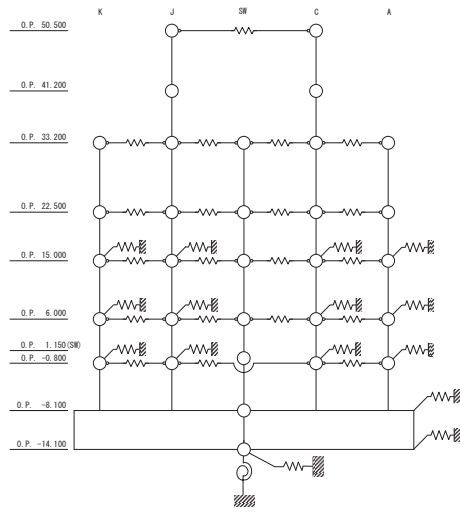 K J SW C A
O.P. 50.500
O.P. 41.200
O.P. 33.200
O.P. 22.500
O.P. 15.000
O.P. 6.000
O.P. 1.150(SW)
O.P. -0.800
O.P. -8.100
O.P. -14.100